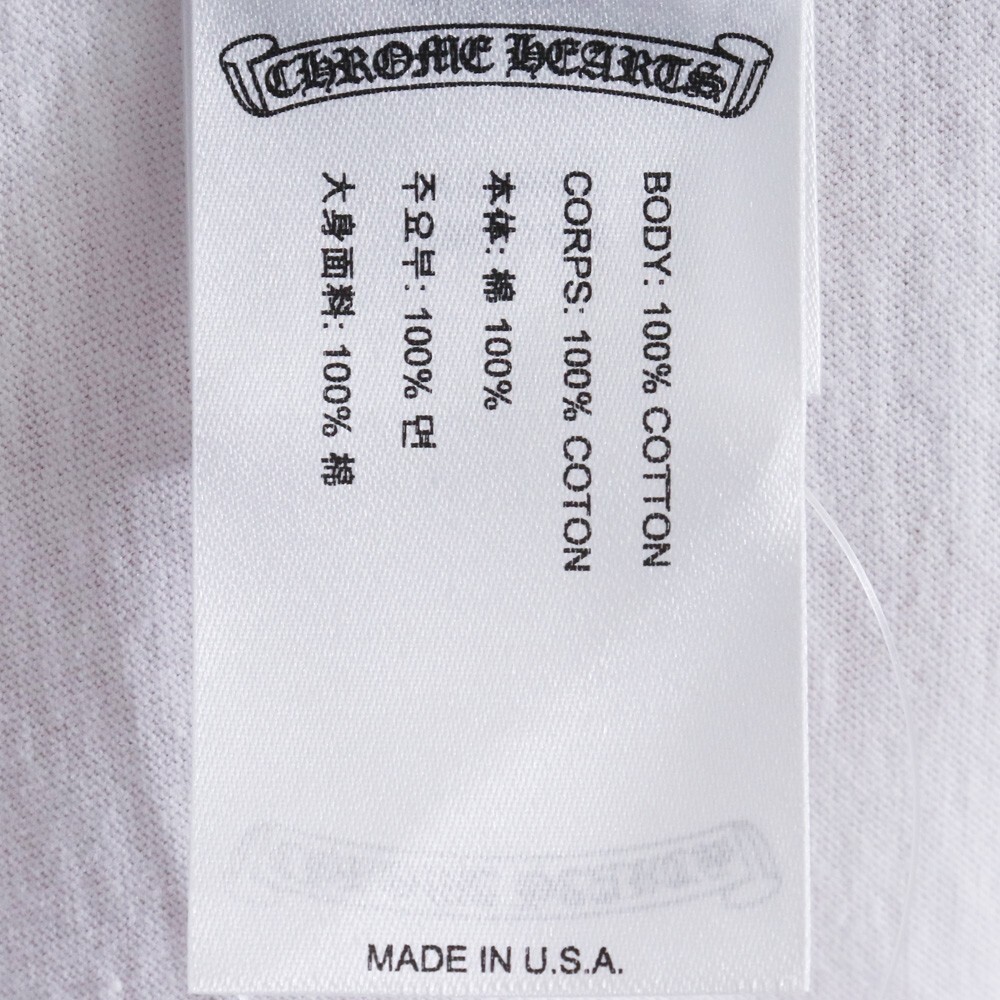 CHROME HEARTS
BODY: 100% COTTON
CORPS: 100% COTON
本体: 綿 100%
주요부: 100% 면
大身面料: 100% 棉
MADE IN U.S.A.